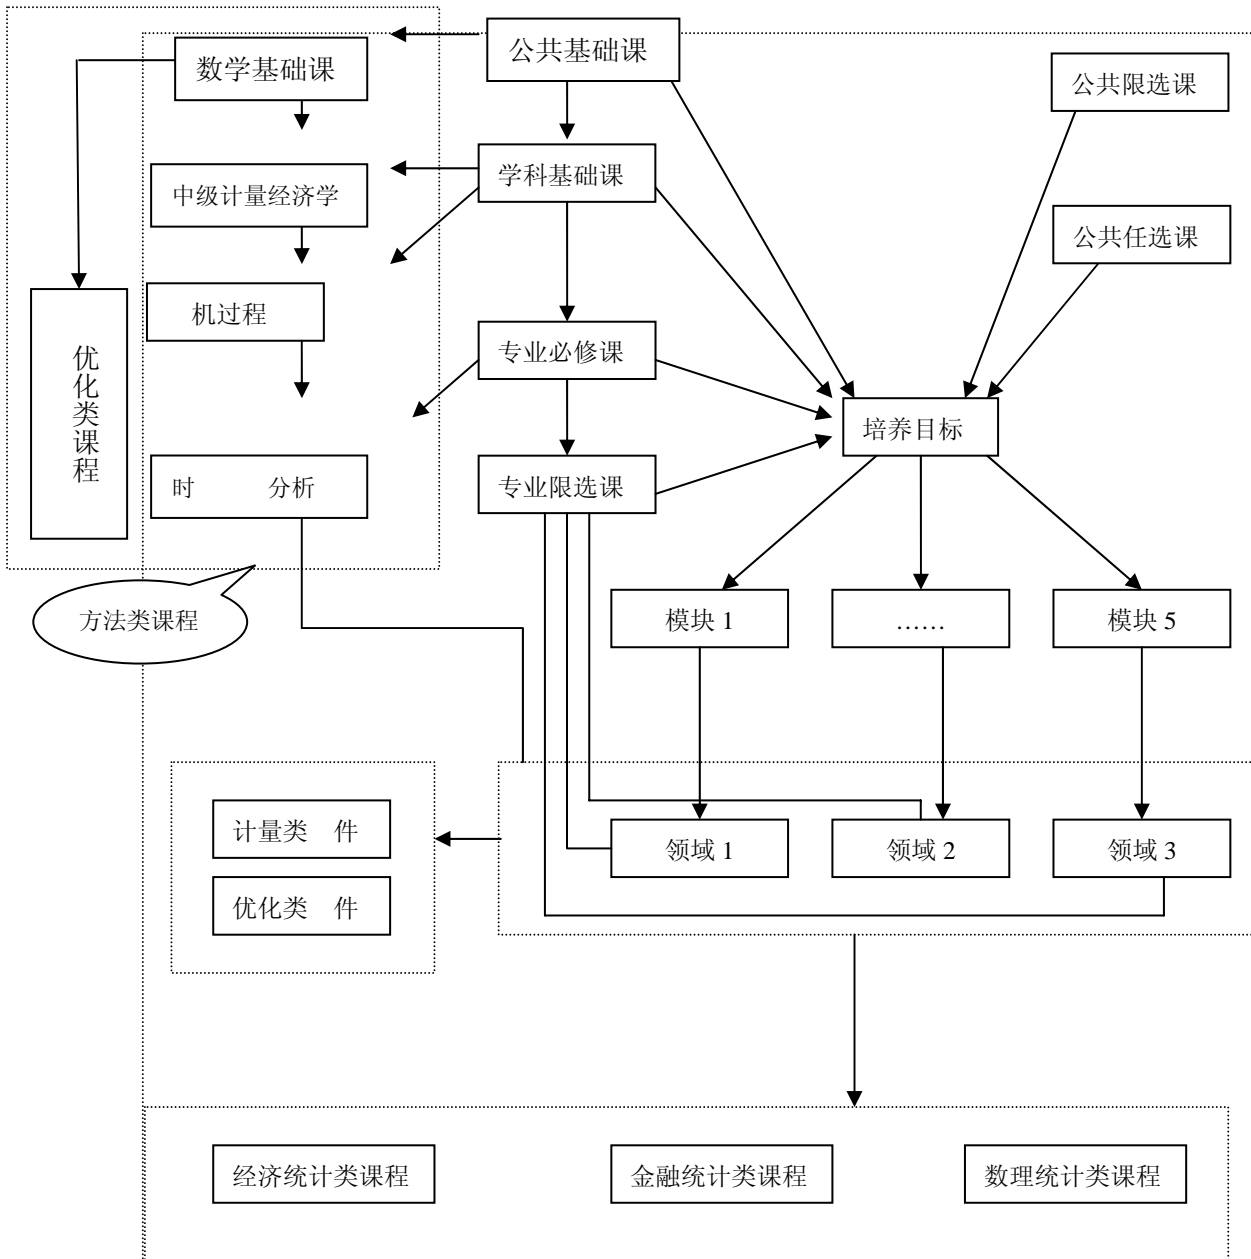 公共基础课
数学基础课
公共限选课
学科基础课
中级计量经济学
公共任选课
机过程
优化类课程
专业必修课
培养目标
时 分析
专业限选课
方法类课程
模块 1
……
模块 5
计量类 件
领域 1
领域 2
领域 3
优化类 件
经济统计类课程
金融统计类课程
数理统计类课程